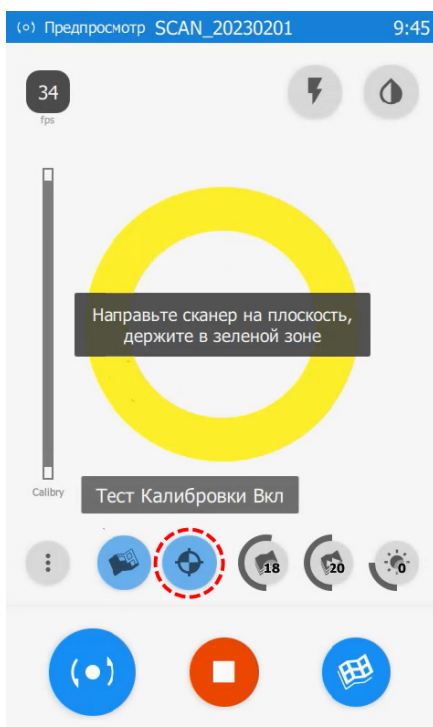 (o) Предпросмотр SCAN_20230201 9:45
34
fps
Направьте сканер на плоскость,
держите в зеленой зоне
Calibry
Тест Калибровки Вкл
18 20 0